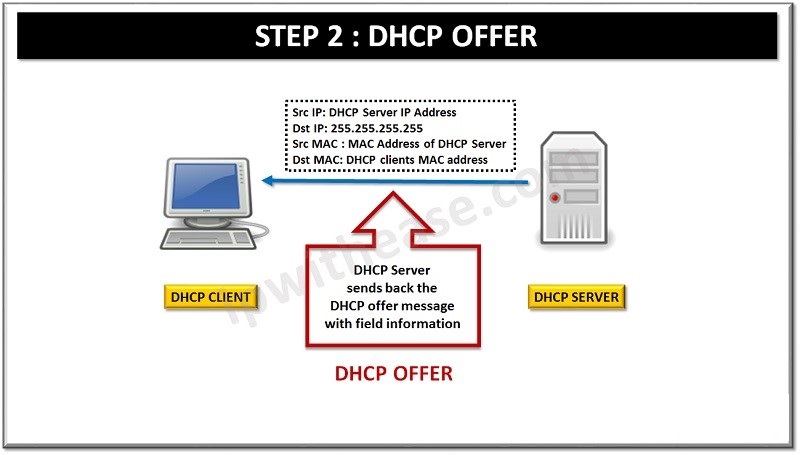 STEP 2 : DHCP OFFER
Src IP: DHCP Server IP Address
Dst IP: 255.255.255.255
Src MAC : MAC Address of DHCP Server
Dst MAC: DHCP clients MAC address
DHCP Server
sends back the
DHCP offer message
with field information
DHCP CLIENT
DHCP SERVER
DHCP OFFER
ipwithease.com